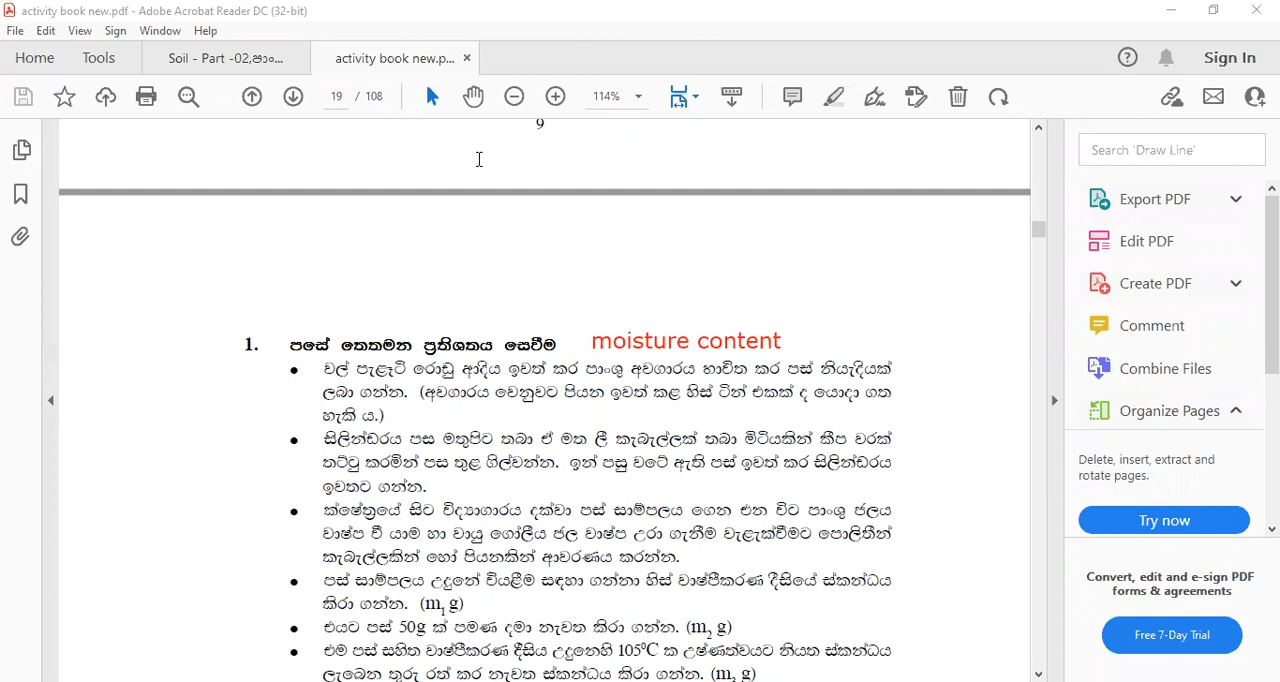 activity book new.pdf - Adobe Acrobat Reader DC (32-bit)
File Edit View Sign Window Help
Home Tools Soil - Part -02,පාං... activity book new.p... × Sign In
19 / 108 114%
9
Search 'Draw Line'
Export PDF
Edit PDF
Create PDF
Comment
Combine Files
Organize Pages
Delete, insert, extract and
rotate pages.
Try now
Convert, edit and e-sign PDF
forms & agreements
Free 7-Day Trial
1. පසේ තෙතමන ප්‍රතිශතය සෙවීම moisture content
• වල් පැළෑටි රොඩු ආදිය ඉවත් කර පාංශු අවගාරය භාවිත කර පස් නියැදියක්
ලබා ගන්න. (අවගාරය වෙනුවට පියන ඉවත් කළ හිස් ටින් එකක් ද යොදා ගත
හැකි ය.)
• සිලින්ඩරය පස මතුපිට තබා ඒ මත ලී කැබැල්ලක් තබා මිටියකින් කීප වරක්
තට්ටු කරමින් පස තුළ ගිල්වන්න. ඉන් පසු වටේ ඇති පස් ඉවත් කර සිලින්ඩරය
ඉවතට ගන්න.
• ක්ෂේත්‍රයේ සිට විද්‍යාගාරය දක්වා පස් සාම්පලය ගෙන එන විට පාංශු ජලය
වාෂ්ප වී යාම හා වායු ගෝලීය ජල වාෂ්ප උරා ගැනීම වැළැක්වීමට පොලිතීන්
කැබැල්ලකින් හෝ පියනකින් ආවරණය කරන්න.
• පස් සාම්පලය උදුනේ වියළීම සඳහා ගන්නා හිස් වාෂ්පීකරණ දීසියේ ස්කන්ධය
කිරා ගන්න. (m₁ g)
• එයට පස් 50g ක් පමණ දමා නැවත කිරා ගන්න. (m₂ g)
• එම පස් සහිත වාෂ්පීකරණ දීසිය උදුනෙහි 105⁰C ක උෂ්ණත්වයට නියත ස්කන්ධය
ලැබෙන තුරු රත් කර නැවත ස්කන්ධය කිරා ගන්න. (m₃ g)